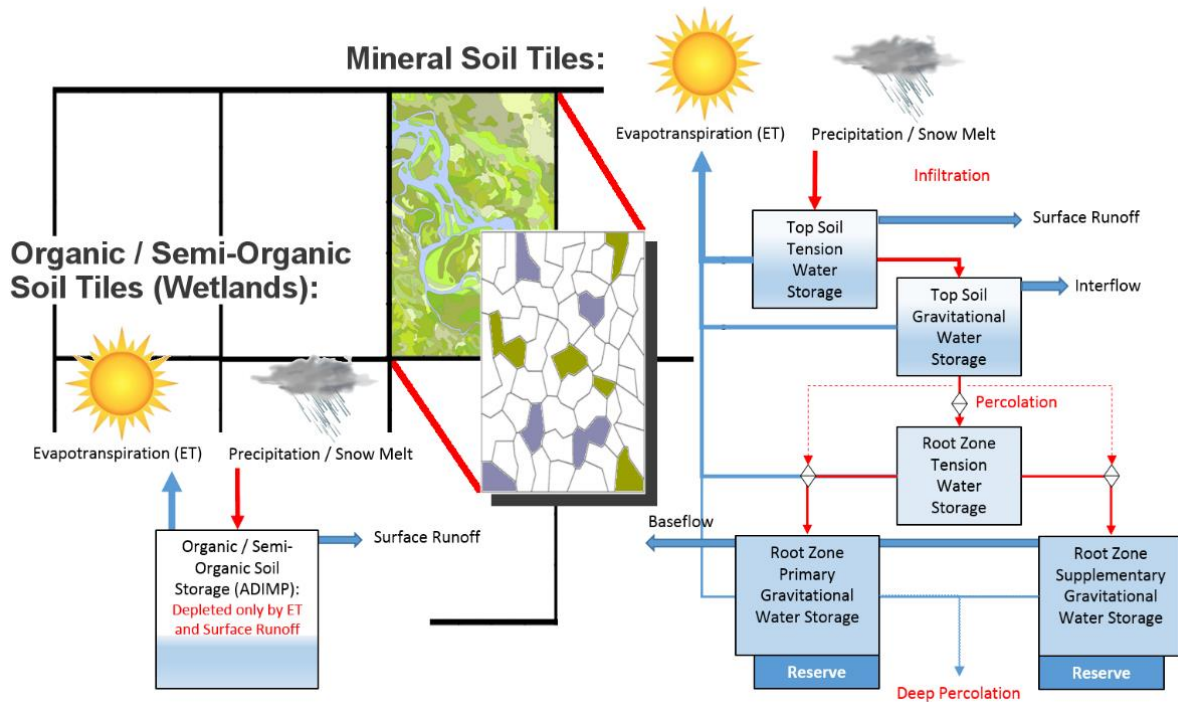 Mineral Soil Tiles:
Evapotranspiration (ET)
Precipitation / Snow Melt
Infiltration
Top Soil
Tension
Water
Storage
Surface Runoff
Top Soil
Gravitational
Water
Storage
Interflow
Percolation
Root Zone
Tension
Water
Storage
Baseflow
Root Zone
Primary
Gravitational
Water Storage
Reserve
Root Zone
Supplementary
Gravitational
Water Storage
Reserve
Deep Percolation
Organic / Semi-Organic
Soil Tiles (Wetlands):
Evapotranspiration (ET)
Precipitation / Snow Melt
Organic / Semi-
Organic Soil
Storage (ADIMP):
Depleted only by ET
and Surface Runoff
Surface Runoff